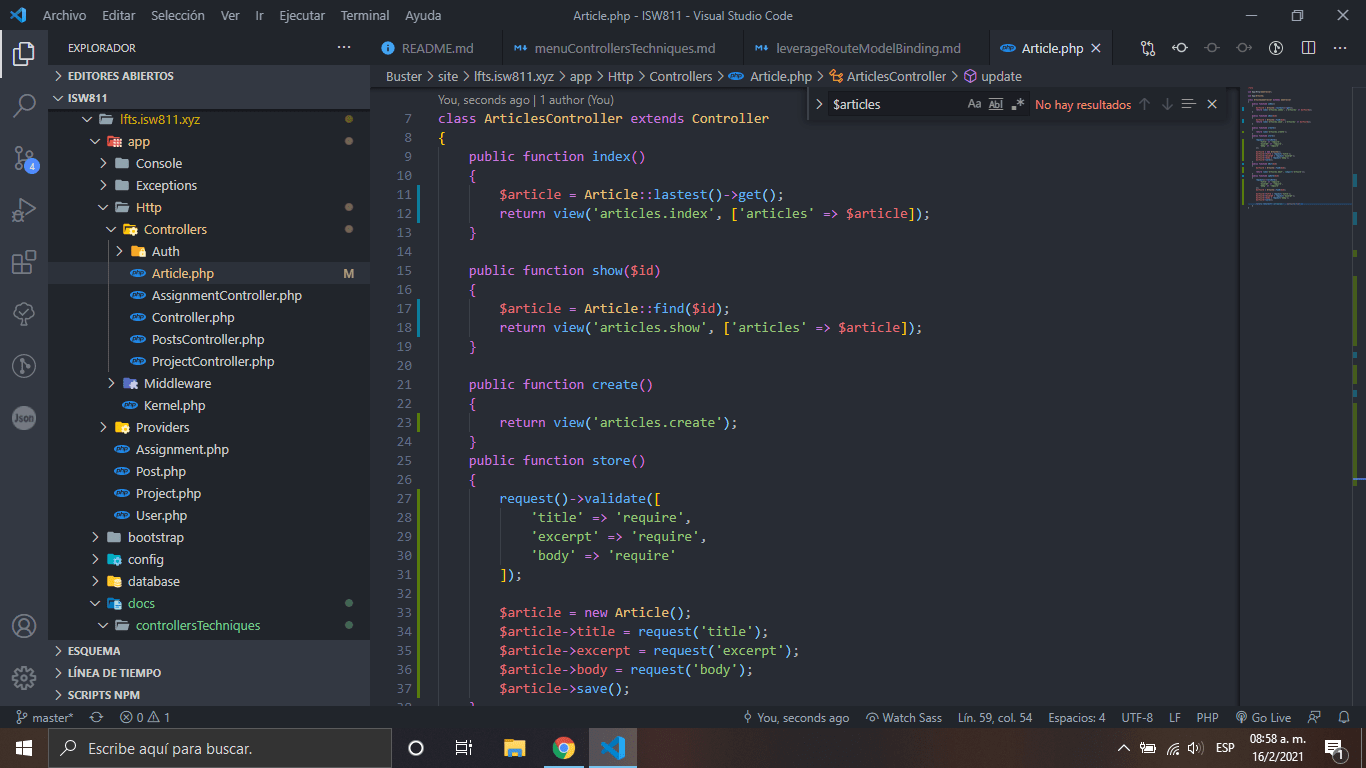 Archivo Editar Selección Ver Ir Ejecutar Terminal Ayuda
Article.php - ISW811 - Visual Studio Code
EXPLORADOR
README.md
menuControllersTechniques.md
leverageRouteModelBinding.md
Article.php
EDITORES ABIERTOS
ISW811
lfts.isw811.xyz
app
Console
Exceptions
Http
Controllers
Auth
Article.php M
AssignmentController.php
Controller.php
PostsController.php
ProjectController.php
Middleware
Kernel.php
Providers
Assignment.php
Post.php
Project.php
User.php
bootstrap
config
database
docs
controllersTechniques
ESQUEMA
LÍNEA DE TIEMPO
SCRIPTS NPM
4
Json
Buster > site > lfts.isw811.xyz > app > Http > Controllers > Article.php > ArticlesController > update
$articles
Aa Abl .*
No hay resultados
You, seconds ago | 1 author (You)
7 class ArticlesController extends Controller
8 {
9 public function index()
10 {
11 $article = Article::lastest()->get();
12 return view('articles.index', ['articles' => $article]);
13 }
14
15 public function show($id)
16 {
17 $article = Article::find($id);
18 return view('articles.show', ['articles' => $article]);
19 }
20
21 public function create()
22 {
23 return view('articles.create');
24 }
25 public function store()
26 {
27 request()->validate([
28 'title' => 'require',
29 'excerpt' => 'require',
30 'body' => 'require'
31 ]);
32
33 $article = new Article();
34 $article->title = request('title');
35 $article->excerpt = request('excerpt');
36 $article->body = request('body');
37 $article->save();
38 }
master* 0 1
You, seconds ago Watch Sass Lín. 59, col. 54 Espacios: 4 UTF-8 LF PHP Go Live
Escribe aquí para buscar.
ESP
08:58 a. m.
16/2/2021
1